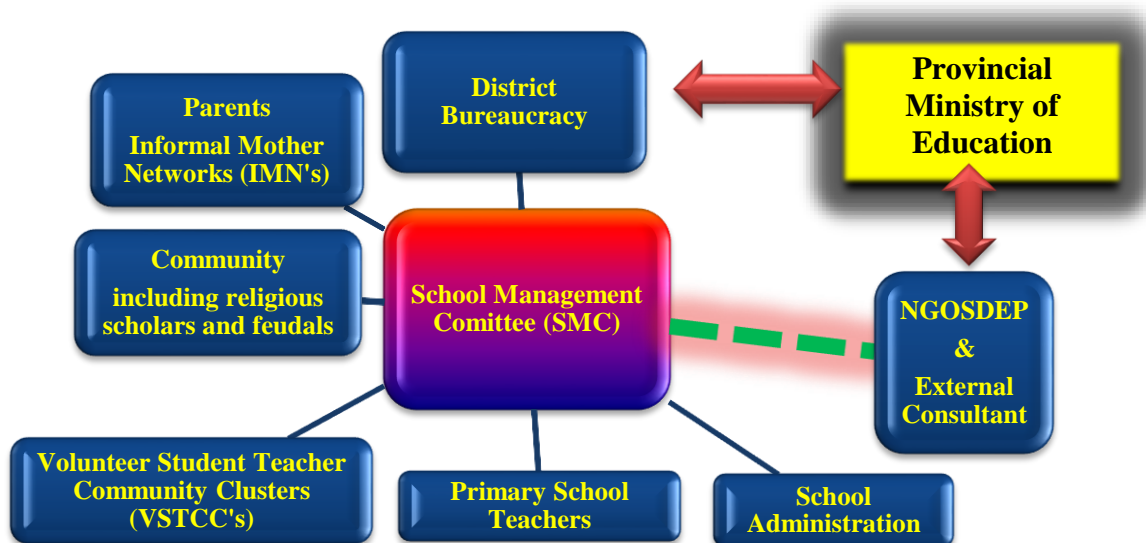 District
Bureaucracy
Provincial
Ministry of
Education
Parents
Informal Mother
Networks (IMN's)
Community
including religious
scholars and feudals
School Management
Comittee (SMC)
NGOSDEP
&
External
Consultant
Volunteer Student Teacher
Community Clusters
(VSTCC's)
Primary School
Teachers
School
Administration